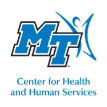 MT
Center for Health
and Human Services